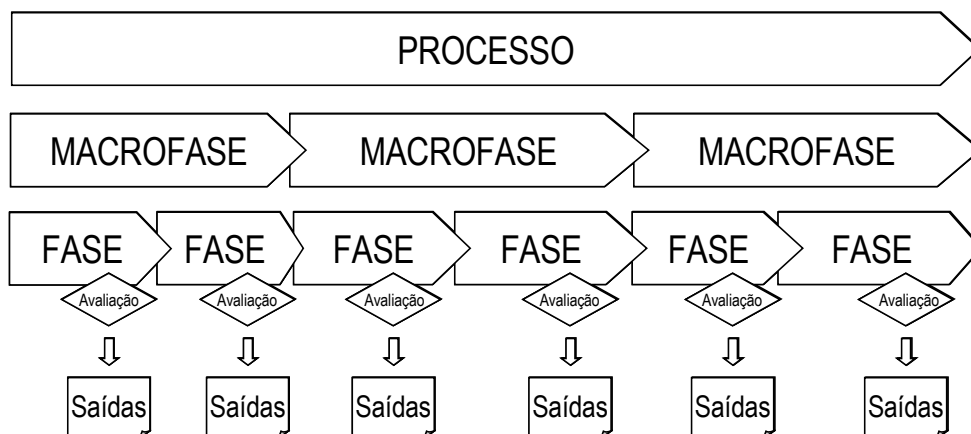 PROCESSO
MACROFASE MACROFASE MACROFASE
FASE FASE FASE FASE FASE FASE
Avaliação Avaliação Avaliação Avaliação Avaliação Avaliação
Saídas Saídas Saídas Saídas Saídas Saídas